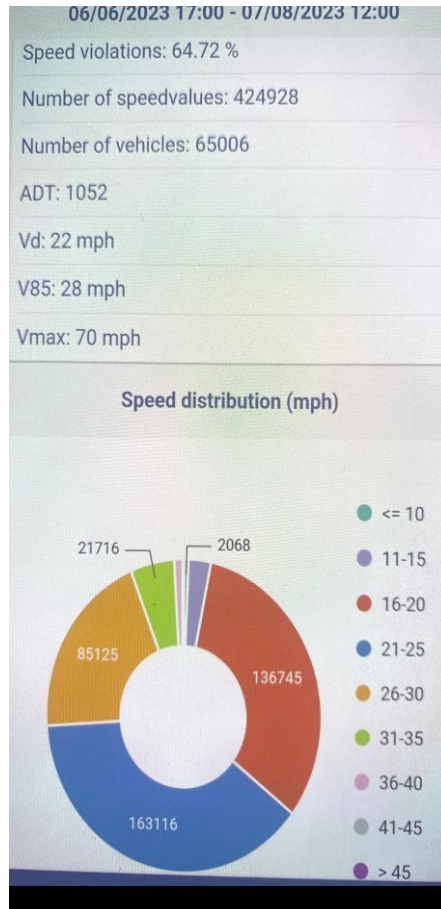 06/06/2023 17:00 - 07/08/2023 12:00
Speed violations: 64.72 %
Number of speedvalues: 424928
Number of vehicles: 65006
ADT: 1052
Vd: 22 mph
V85: 28 mph
Vmax: 70 mph
Speed distribution (mph)
<= 10
21716
2068
11-15
16-20
85125
136745
21-25
26-30
31-35
36-40
163116
41-45
> 45